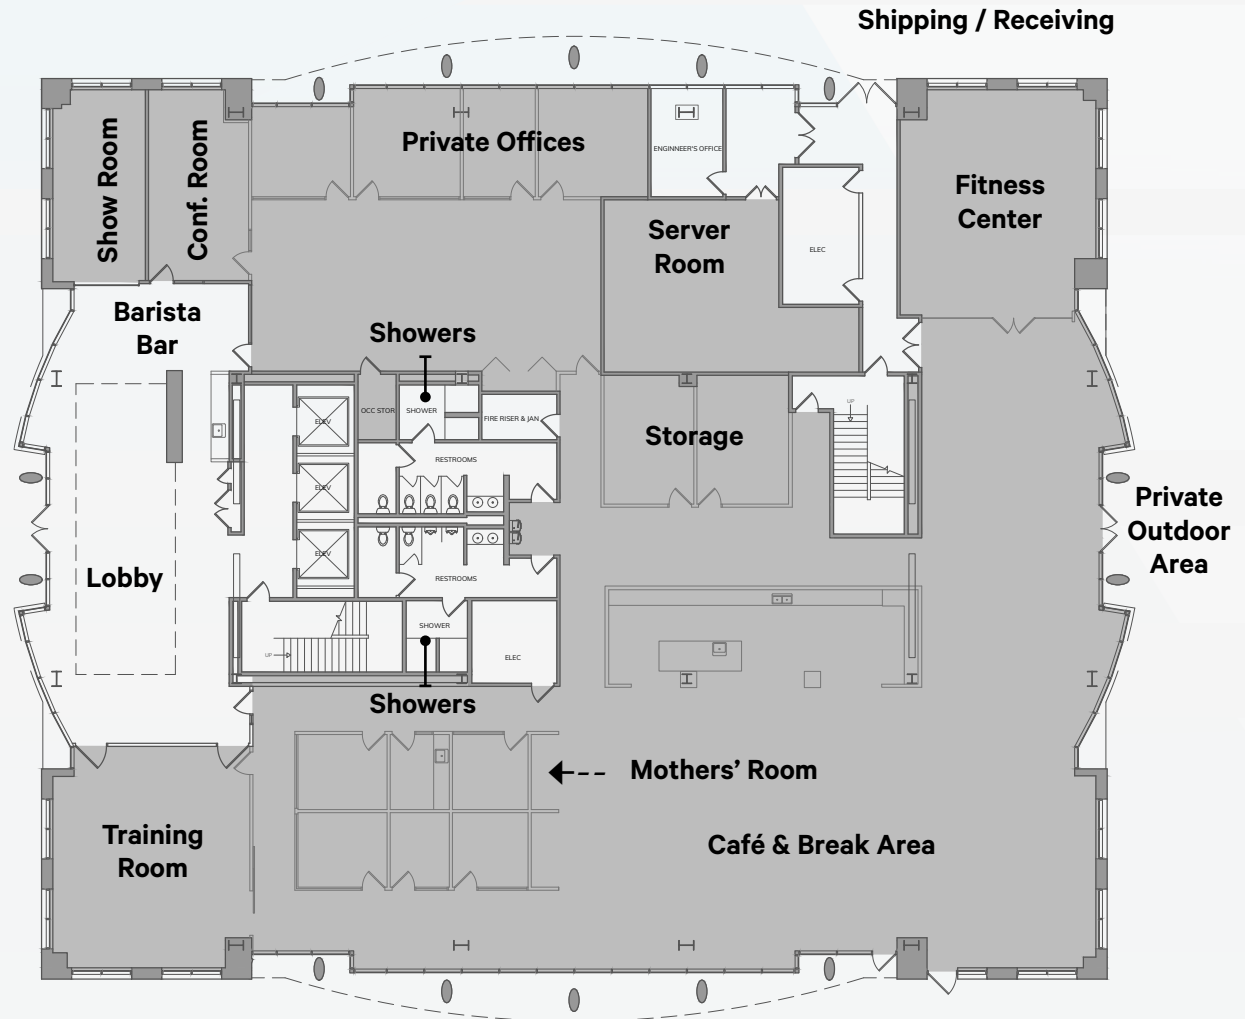 Shipping / Receiving
Show Room
Conf. Room
Private Offices
ENGINNEER'S OFFICE
Fitness
Center
Server
Room
ELEC
Barista
Bar
Showers
OCC STOR
SHOWER
FIRE RISER & JAN
ELEV
UP
Storage
RESTROOMS
ELEV
Private
Outdoor
Area
Lobby
ELEV
RESTROOMS
SHOWER
UP
ELEC
Showers
Mothers' Room
Training
Room
Café & Break Area